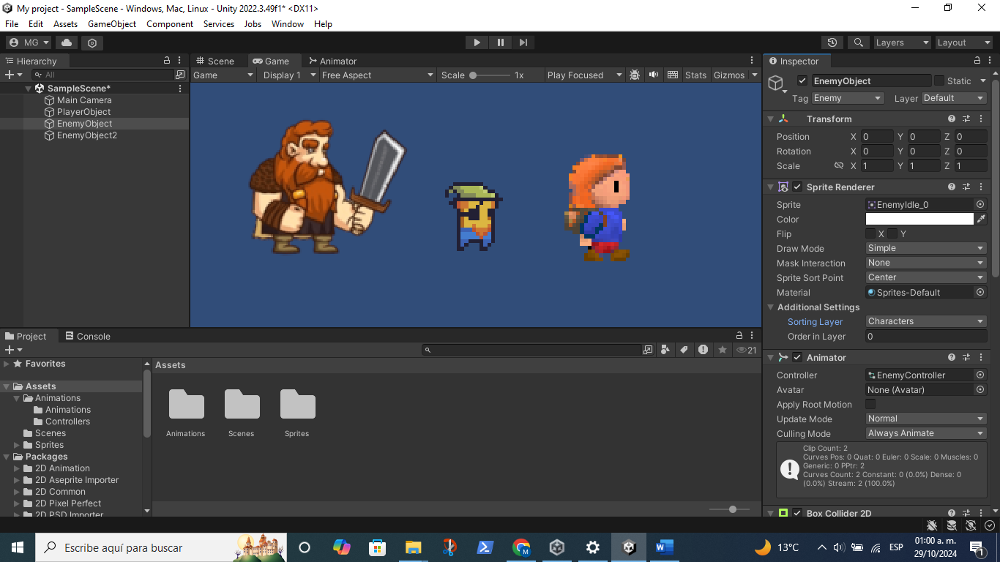 My project - SampleScene - Windows, Mac, Linux - Unity 2022.3.49f1* <DX11>
File Edit Assets GameObject Component Services Jobs Window Help
MG Layers Layout
Hierarchy
All
SampleScene*
Main Camera
PlayerObject
EnemyObject
EnemyObject2
Scene Game Animator
Game Display 1 Free Aspect Scale 1x Play Focused Stats Gizmos
Inspector
EnemyObject Static
Tag Enemy Layer Default
Transform
Position X 0 Y 0 Z 0
Rotation X 0 Y 0 Z 0
Scale X 1 Y 1 Z 1
Sprite Renderer
Sprite EnemyIdle_0
Color
Flip X Y
Draw Mode Simple
Mask Interaction None
Sprite Sort Point Center
Material Sprites-Default
Additional Settings
Sorting Layer Characters
Order in Layer 0
Animator
Controller EnemyController
Avatar None (Avatar)
Apply Root Motion
Update Mode Normal
Culling Mode Always Animate
Clip Count: 2
Curves Pos: 0 Quat: 0 Euler: 0 Scale: 0 Muscles: 0
Generic: 0 PPtr: 2
Curves Count: 2 Constant: 0 (0.0%) Dense: 0
(0.0%) Stream: 2 (100.0%)
Box Collider 2D
Project Console
21
Favorites
Assets
Animations
Animations
Controllers
Scenes
Sprites
Packages
2D Animation
2D Aseprite Importer
2D Common
2D Pixel Perfect
2D PSD Importer
Assets
Animations Scenes Sprites
Escribe aquí para buscar
13°C
ESP
01:00 a. m.
29/10/2024
1